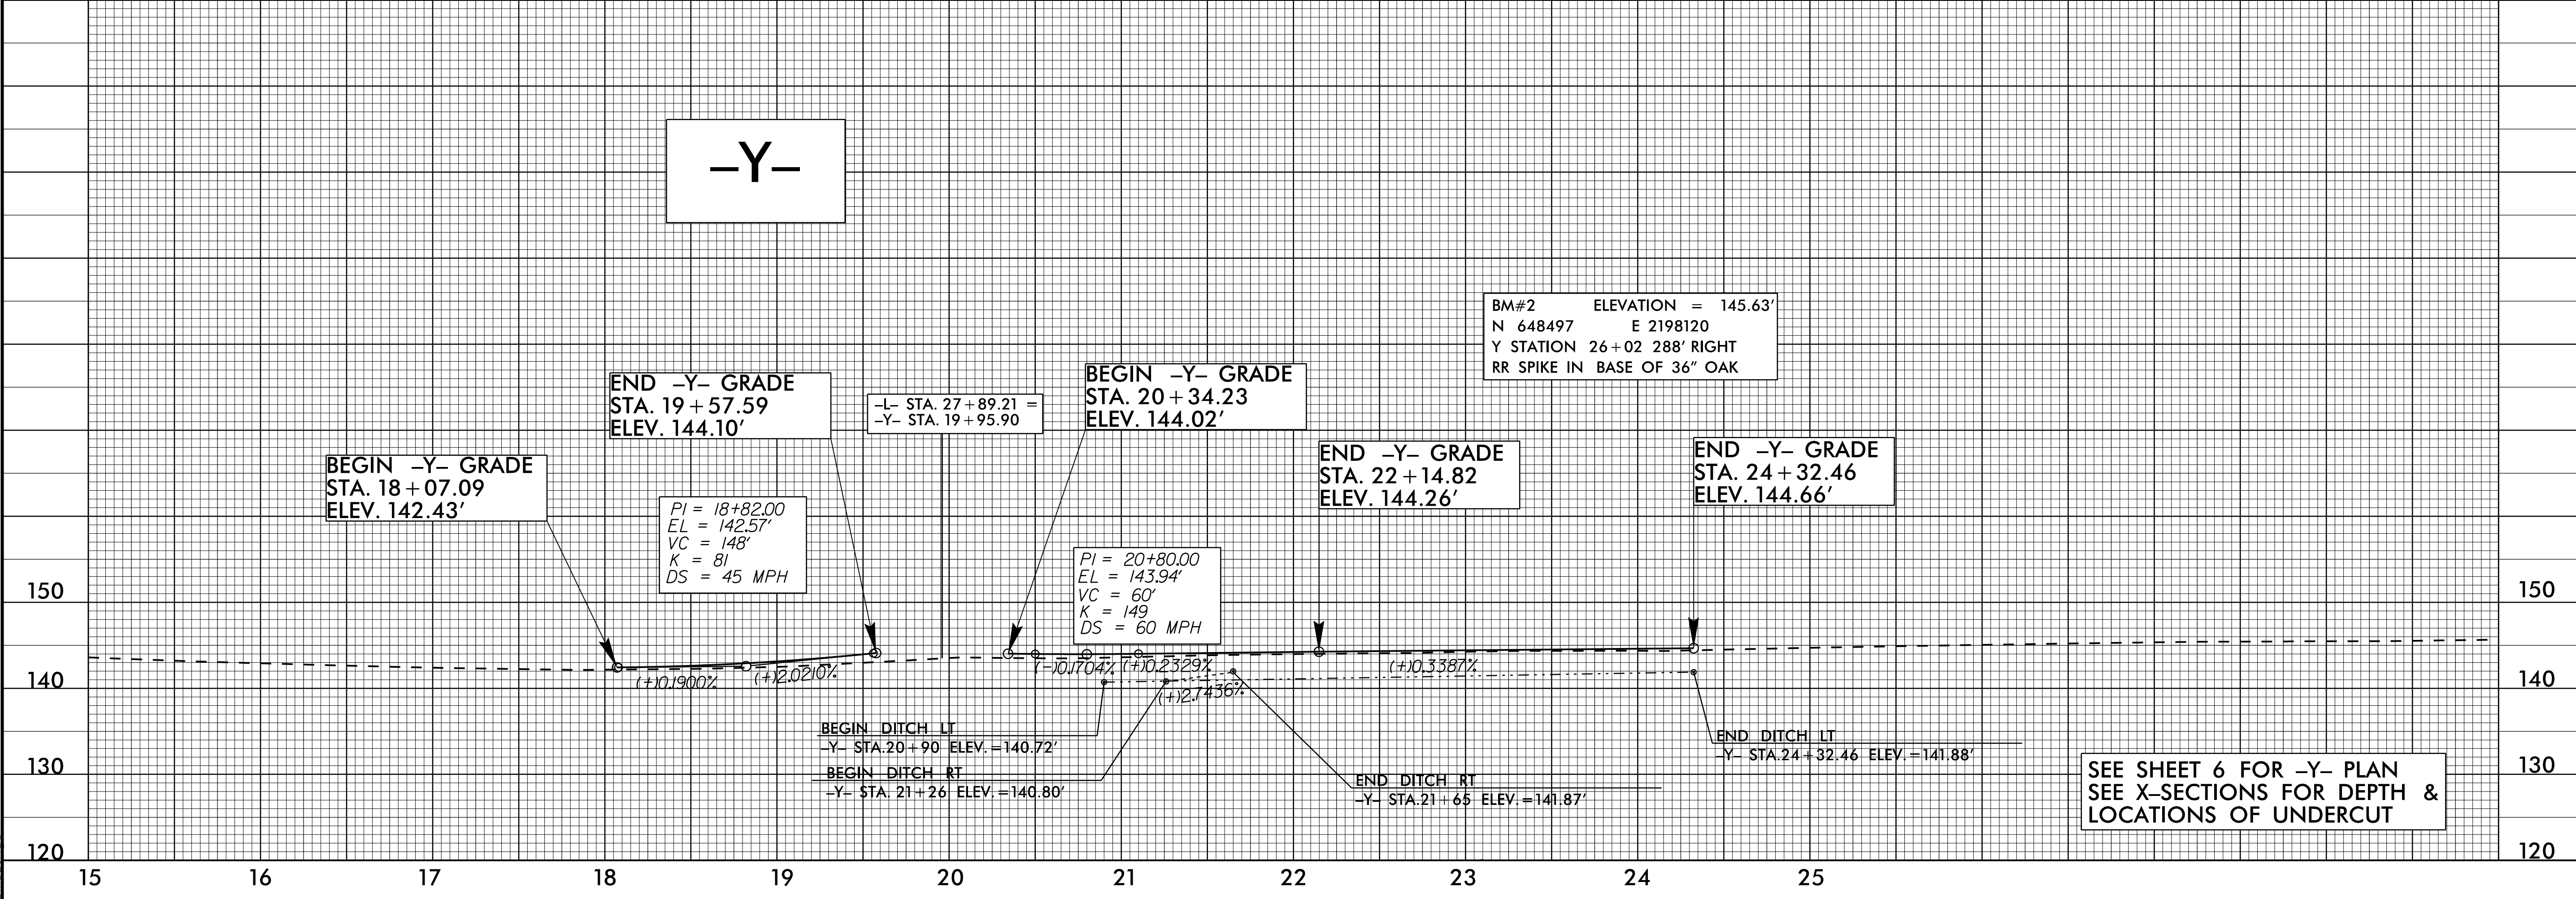 –Y–
BM#2 ELEVATION = 145.63'
N 648497 E 2198120
Y STATION 26+02 288' RIGHT
RR SPIKE IN BASE OF 36" OAK
END –Y– GRADE
STA. 19+57.59
ELEV. 144.10'
–L– STA. 27+89.21 =
–Y– STA. 19+95.90
BEGIN –Y– GRADE
STA. 20+34.23
ELEV. 144.02'
BEGIN –Y– GRADE
STA. 18+07.09
ELEV. 142.43'
END –Y– GRADE
STA. 22+14.82
ELEV. 144.26'
END –Y– GRADE
STA. 24+32.46
ELEV. 144.66'
PI = 18+82.00
EL = 142.57'
VC = 148'
K = 81
DS = 45 MPH
PI = 20+80.00
EL = 143.94'
VC = 60'
K = 149
DS = 60 MPH
150 150
(+)0.1900% (+)2.0210% (-)0.1704% (+)0.2329% (+)0.3387%
140 140
(+)2.7436%
BEGIN DITCH LT
–Y– STA.20+90 ELEV.=140.72'
BEGIN DITCH RT
–Y– STA. 21+26 ELEV.=140.80'
END DITCH RT
–Y– STA.21+65 ELEV.=141.87'
END DITCH LT
–Y– STA.24+32.46 ELEV.=141.88'
130 130
SEE SHEET 6 FOR –Y– PLAN
SEE X–SECTIONS FOR DEPTH &
LOCATIONS OF UNDERCUT
120 120
15 16 17 18 19 20 21 22 23 24 25